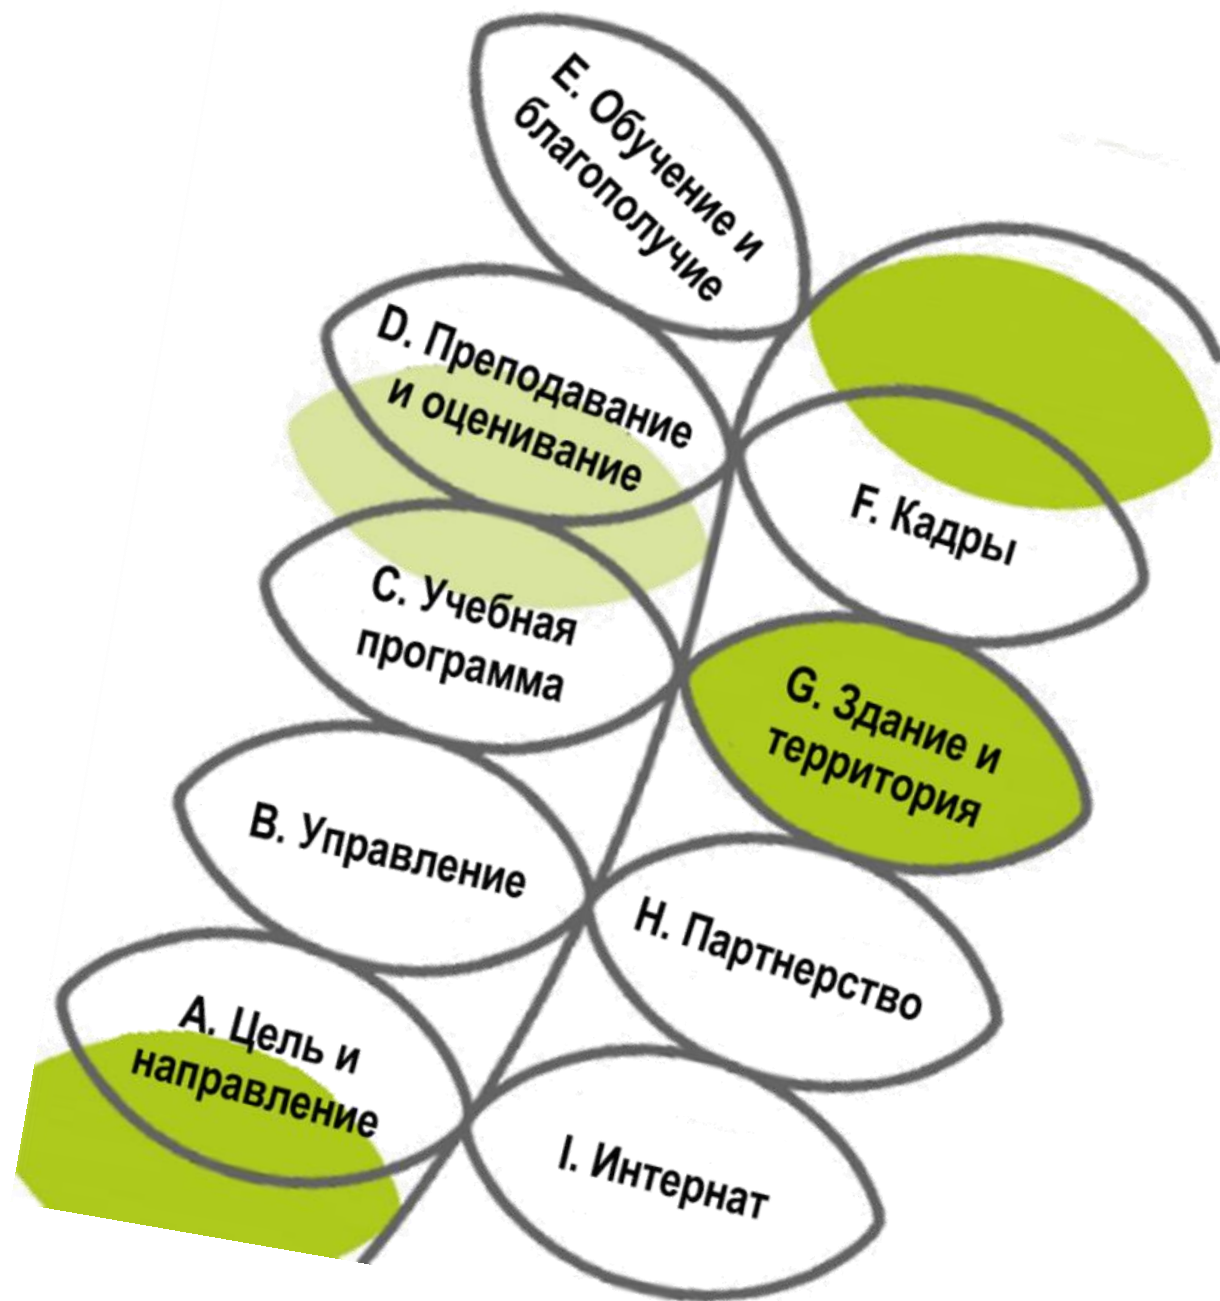 E. Обучение и
благополучие
D. Преподавание
и оценивание
F. Кадры
C. Учебная
программа
G. Здание и
территория
B. Управление
H. Партнерство
A. Цель и
направление
I. Интернат